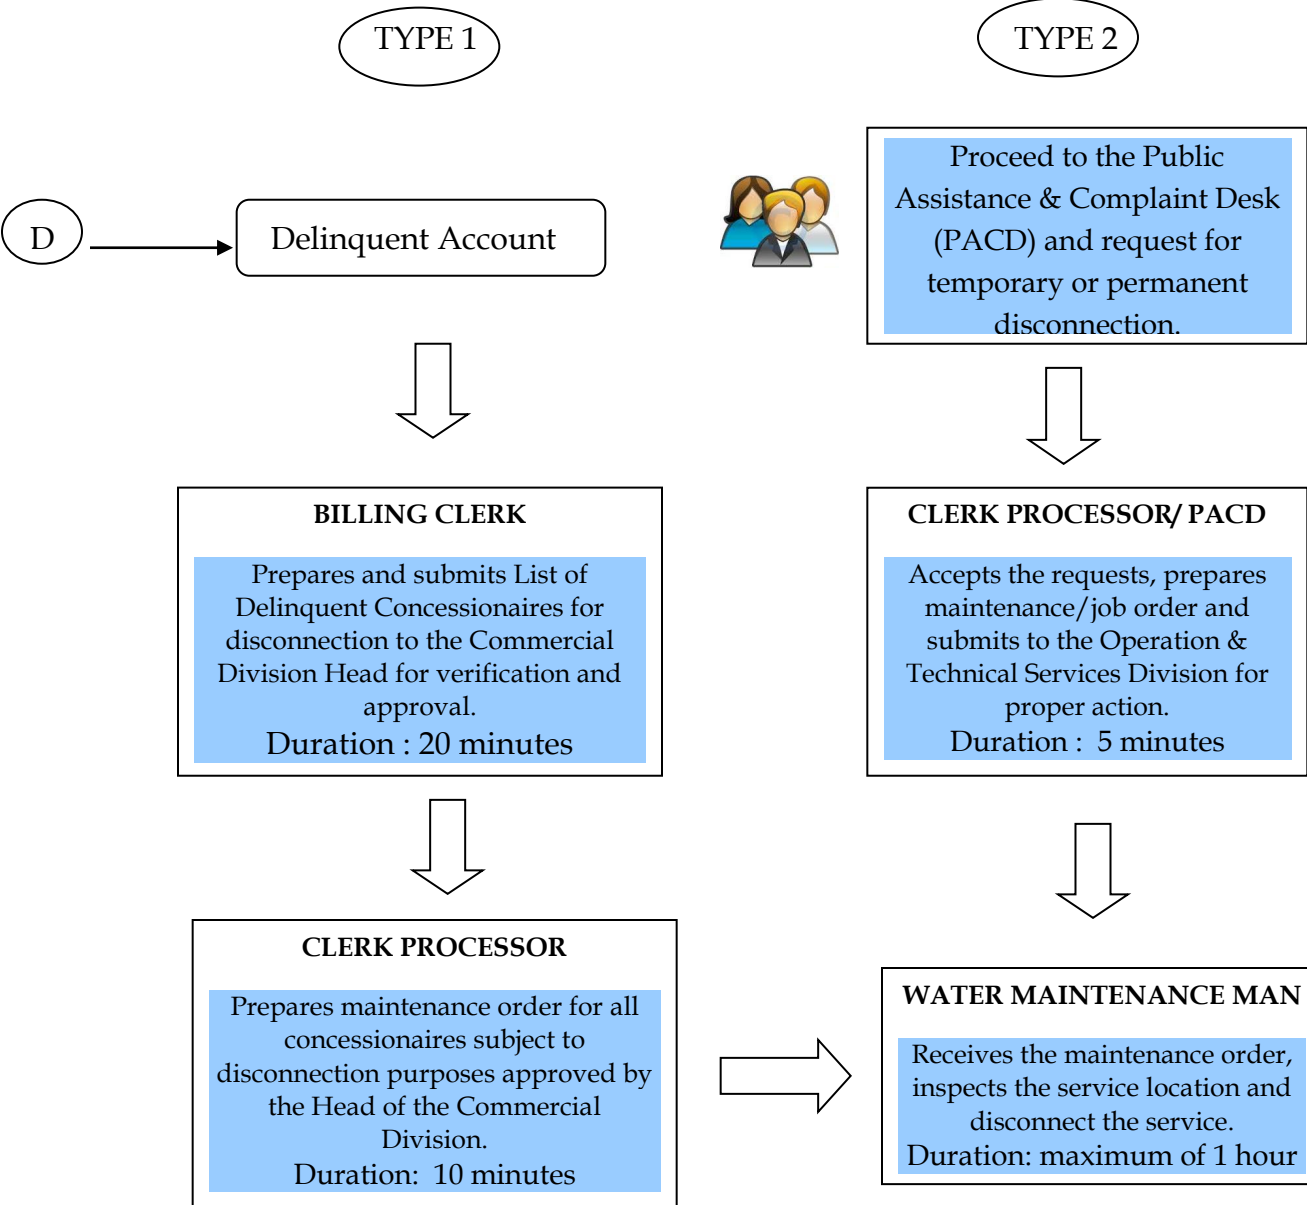 TYPE 1
TYPE 2
D
Delinquent Account
Proceed to the Public
Assistance & Complaint Desk
(PACD) and request for
temporary or permanent
disconnection.
BILLING CLERK
Prepares and submits List of
Delinquent Concessionaires for
disconnection to the Commercial
Division Head for verification and
approval.
Duration : 20 minutes
CLERK PROCESSOR/ PACD
Accepts the requests, prepares
maintenance/job order and
submits to the Operation &
Technical Services Division for
proper action.
Duration :  5 minutes
CLERK PROCESSOR
Prepares maintenance order for all
concessionaires subject to
disconnection purposes approved by
the Head of the Commercial
Division.
Duration:  10 minutes
WATER MAINTENANCE MAN
Receives the maintenance order,
inspects the service location and
disconnect the service.
Duration: maximum of 1 hour